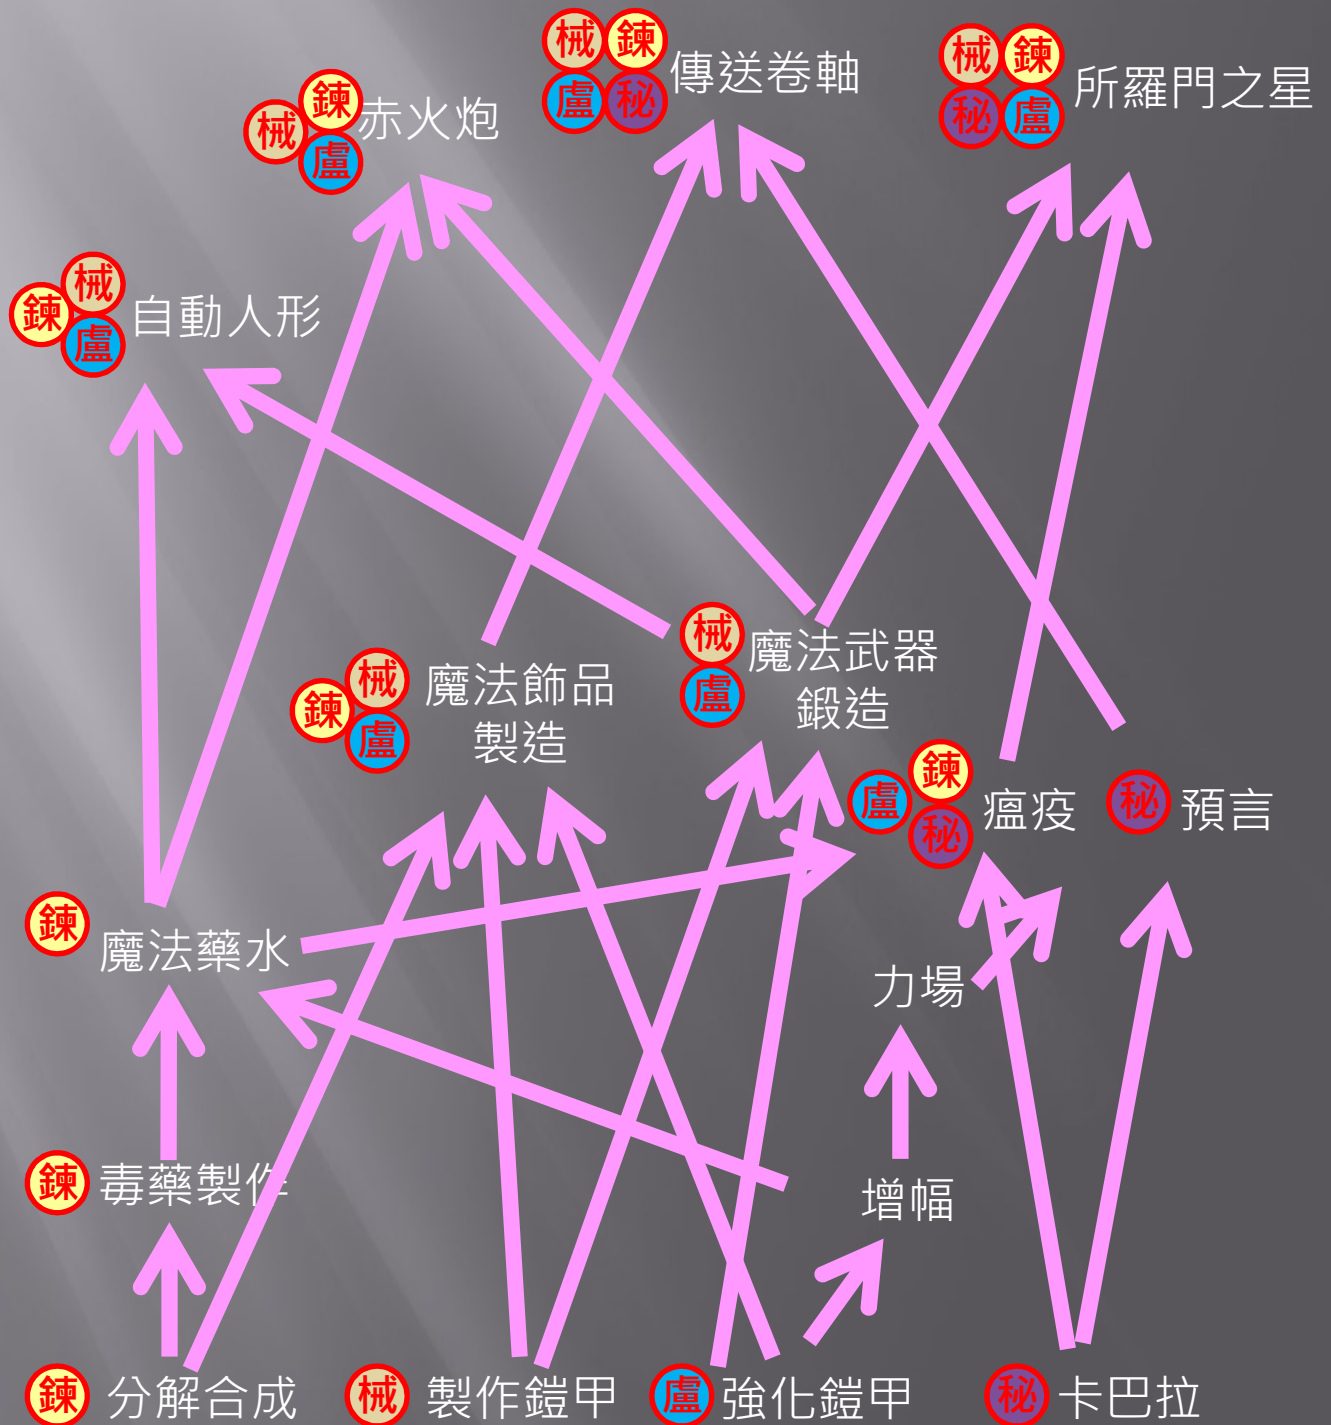 械 鍊
盧 秘
傳送卷軸
械 鍊
秘 盧
所羅門之星
鍊
械
盧
赤火炮
械
鍊
盧
自動人形
械
盧
魔法武器
鍛造
械
鍊
盧
魔法飾品
製造
鍊
盧
秘
瘟疫
秘 預言
鍊 魔法藥水
力場
鍊 毒藥製作
增幅
鍊 分解合成
械 製作鎧甲
盧 強化鎧甲
秘 卡巴拉